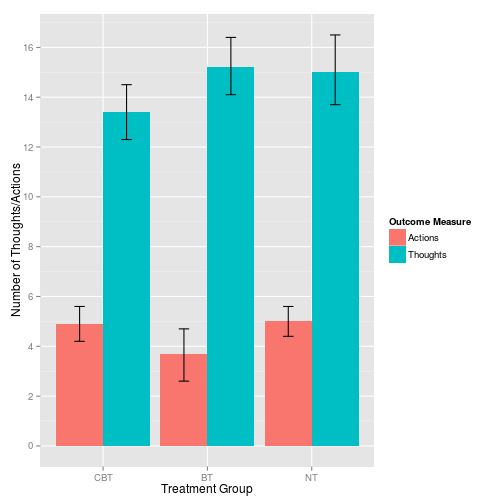 Number of Thoughts/Actions
16
14
12
10
8
6
4
2
0
CBT
BT
NT
Treatment Group
Outcome Measure
Actions
Thoughts